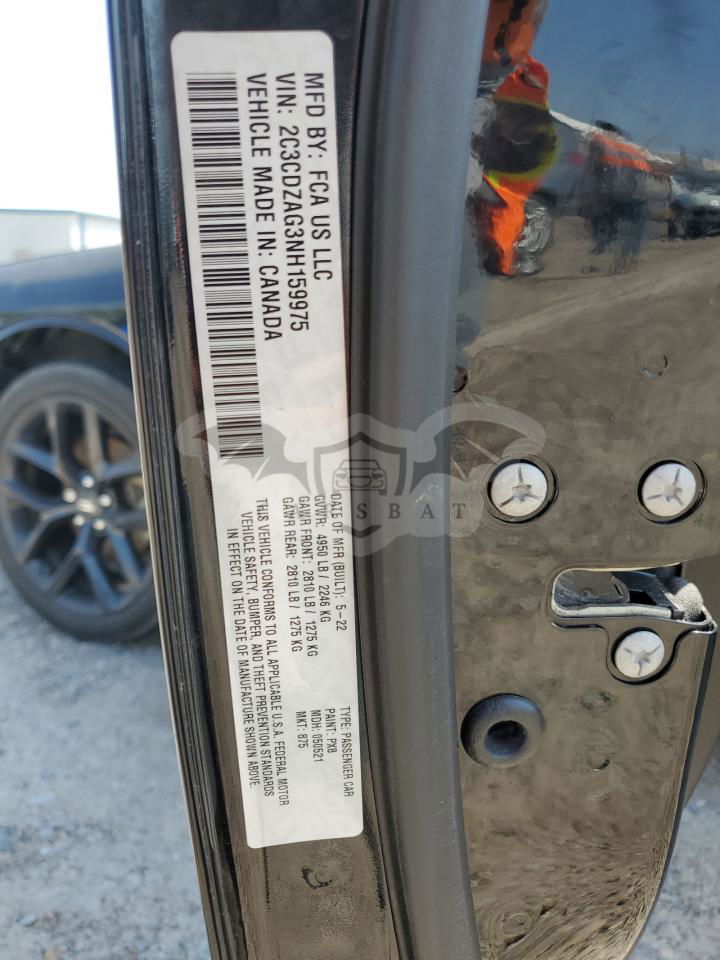 MFD BY: FCA US LLC
VIN: 2C3CDZAG3NH159975
VEHICLE MADE IN: CANADA
DATE OF MFR (BUILT): 5-22
GVWR: 4950 LB / 2246 KG
GAWR FRONT: 2810 LB / 1275 KG
GAWR REAR: 2810 LB / 1275 KG
THIS VEHICLE CONFORMS TO ALL APPLICABLE U.S.A. FEDERAL MOTOR
VEHICLE SAFETY, BUMPER, AND THEFT PREVENTION STANDARDS
IN EFFECT ON THE DATE OF MANUFACTURE SHOWN ABOVE.
TYPE: PASSENGER CAR
PAINT: PX8
MDH: 050521
MKT: 875